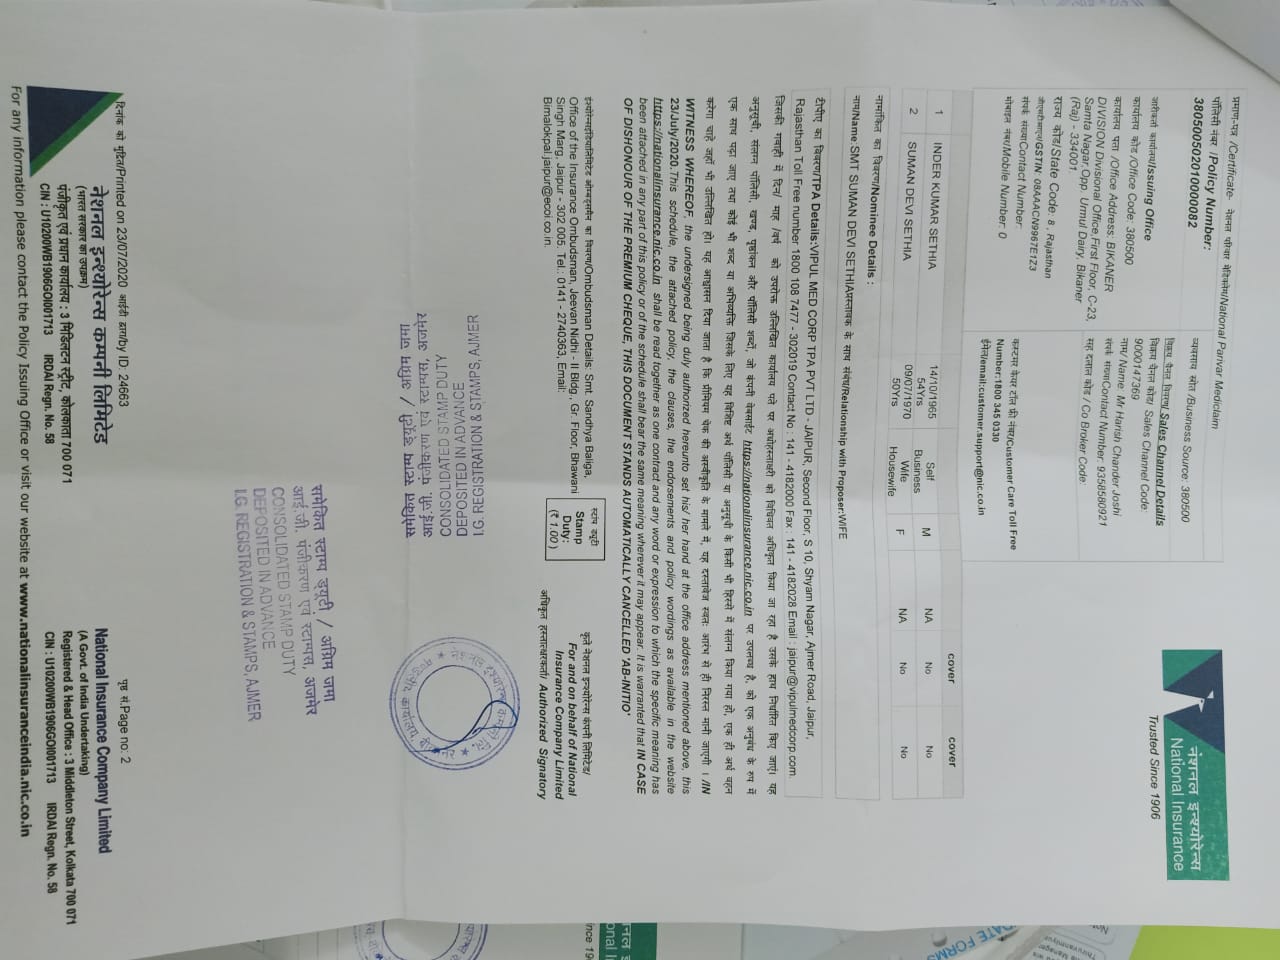 नेशनल इन्श्योरेन्स
National Insurance
Trusted Since 1906
प्रमाण-पत्र /Certificate- नेशनल परिवार मेडिक्लेम/National Parivar Mediclaim
पॉलिसी नंबर /Policy Number:
380500502010000082
व्यवसाय स्रोत /Business Source: 380500
जारीकर्ता कार्यालय/Issuing Office
कार्यालय कोड /Office Code: 380500
कार्यालय पता /Office Address: BIKANER
DIVISION Divisional Office,First Floor, C-23,
Samta Nagar,Opp. Urmul Dairy, Bikaner
(Raj) - 334001.
राज्य कोड/State Code: 8 , Rajasthan
जीएसटीआईएन/GSTIN: 08AAACN9967E1Z3
संपर्क संख्या/Contact Number:
मोबाइल नंबर/Mobile Number: 0
विक्रय चैनल विवरण/ Sales Channel Details
विक्रय चैनल कोड/ Sales Channel Code:
9000147369
नाम/ Name: Mr Harish Chander Joshi
संपर्क संख्या/Contact Number: 9358580921
सह दलाल कोड / Co Broker Code:
कस्टमर केयर टोल फ्री नंबर/Customer Care Toll Free
Number:1800 345 0330
ईमेल/email:customer.support@nic.co.in
cover cover
1 INDER KUMAR SETHIA 14/10/1965 54Yrs Self Business M NA No No
2 SUMAN DEVI SETHIA 09/07/1970 50Yrs Wife Housewife F NA No No
नामांकित का विवरण/Nominee Details :
नाम/Name:SMT SUMAN DEVI SETHIA प्रस्तावक के साथ संबंध/Relationship with Proposer:WIFE
टीपीए का विवरण/TPA Details:VIPUL MED CORP TPA PVT LTD - JAIPUR, Second Floor, S 10, Shyam Nagar, Ajmer Road, Jaipur,
Rajasthan Toll Free number 1800 108 7477 - 302019 Contact No : 141 - 4182000 Fax : 141 - 4182028 Email : jaipur@vipulmedcorp.com.
जिसकी गवाही में दिन/ माह /वर्ष को उपरोक्त उल्लिखित कार्यालय पते पर अधोहस्ताक्षरी को विधिवत अधिकृत किया जा रहा है उसके हाथ निर्धारित किए जाएं। यह
अनुसूची, संलग्न पॉलिसी, खण्ड, पृष्ठांकन और पॉलिसी शब्दों, जो कंपनी वेबसाईट https://nationalinsurance.nic.co.in पर उपलब्ध है, को एक अनुबंध के रुप में
एक साथ पढ़ा जाए तथा कोई भी शब्द या अभिव्यक्ति जिसके लिए यह विशिष्ट अर्थ पॉलिसी या अनुसूची के किसी भी हिस्से में संलग्न किया गया हो, एक ही अर्थ वहन
करेगा चाहे जहाँ भी उल्लिखित हो। यह आश्वासन दिया जाता है कि प्रीमियम चेक की अस्वीकृति के मामले में, यह दस्तावेज स्वतः आरंभ से ही निरस्त मानी जाएगी । /IN
WITNESS WHEREOF, the undersigned being duly authorized hereunto set his/ her hand at the office address mentioned above, this
23/July/2020.This schedule, the attached policy, the clauses, the endorsements and policy wordings as available in the website
https://nationalinsurance.nic.co.in shall be read together as one contract and any word or expression to which the specific meaning has
been attached in any part of this policy or of the schedule shall bear the same meaning wherever it may appear. It is warranted that IN CASE
OF DISHONOUR OF THE PREMIUM CHEQUE, THIS DOCUMENT STANDS AUTOMATICALLY CANCELLED 'AB-INITIO'
Ombudsman Details: Smt. Sandhya Baliga,
Office of the Insurance Ombudsman, Jeevan Nidhi - II Bldg., Gr. Floor, Bhawani
Singh Marg, Jaipur - 302 005. Tel.: 0141 - 2740363, Email:
Bimalokpal.jaipur@ecoi.co.in.
स्टांप ड्यूटी
Stamp
Duty:
(₹ 1.00)
कृते नेशनल इन्श्योरेन्स कंपनी लिमिटेड/
For and on behalf of National
Insurance Company Limited
अधिकृत हस्ताक्षरकर्ता/ Authorized Signatory
I.G. REGISTRATION & STAMPS, AJMER
DEPOSITED IN ADVANCE
CONSOLIDATED STAMP DUTY
आई.जी. पंजीकरण एवं स्टाम्पस, अजमेर
समेकित स्टाम्प ड्यूटी / अग्रिम जमा
समेकित स्टाम्प ड्यूटी / अग्रिम जमा
आई.जी. पंजीकरण एवं स्टाम्पस, अजमेर
CONSOLIDATED STAMP DUTY
DEPOSITED IN ADVANCE
I.G. REGISTRATION & STAMPS, AJMER
दिनांक को मुद्रित/Printed on 23/07/2020 आईडी द्वारा/by ID: 24663
पृष्ठ सं.Page no: 2
नेशनल इन्श्योरेन्स कम्पनी लिमिटेड
(भारत सरकार का उपक्रम)
पंजीकृत एवं प्रधान कार्यालय : 3 मिडिलटन स्ट्रीट, कोलकाता 700 071
CIN : U10200WB1906GOI001713 IRDAI Regn. No. 58
National Insurance Company Limited
(A Govt. of India Undertaking)
Registered & Head Office : 3 Middleton Street, Kolkata 700 071
CIN : U10200WB1906GOI001713 IRDAI Regn. No. 58
For any information please contact the Policy Issuing Office or visit our website at www.nationalinsuranceindia.nic.co.in